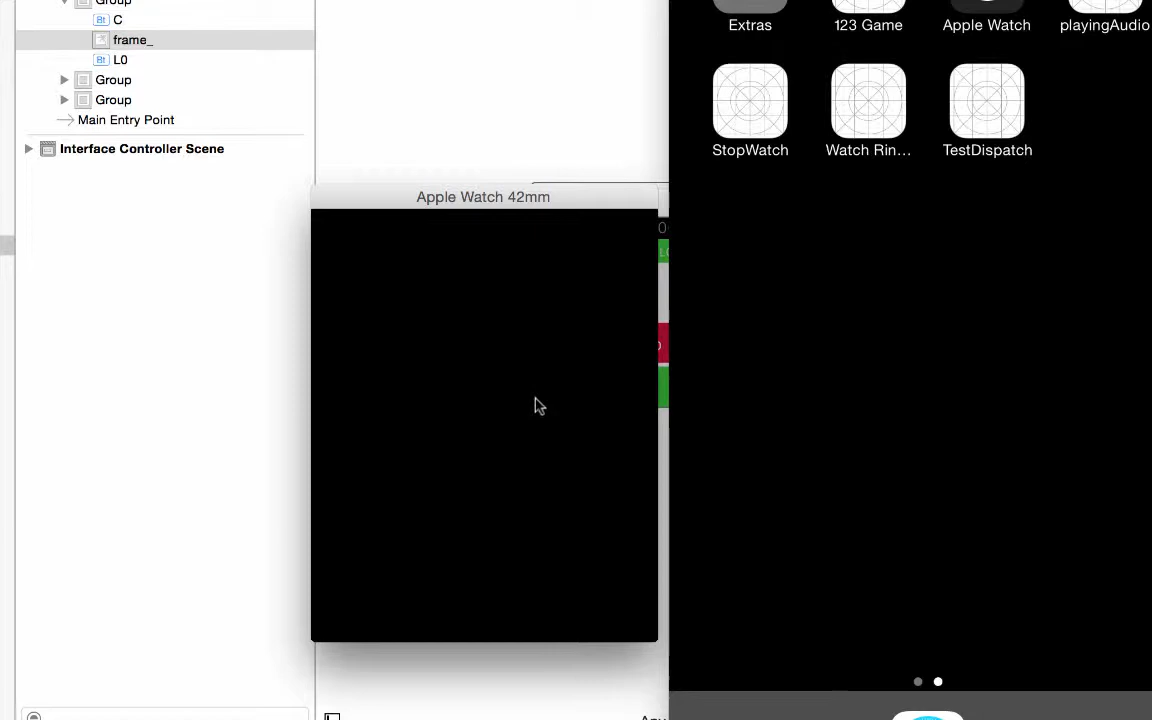 Group
C
frame_
L0
Group
Group
Main Entry Point
Interface Controller Scene
Apple Watch 42mm
Extras
123 Game
Apple Watch
playingAudio
StopWatch
Watch Rin...
TestDispatch